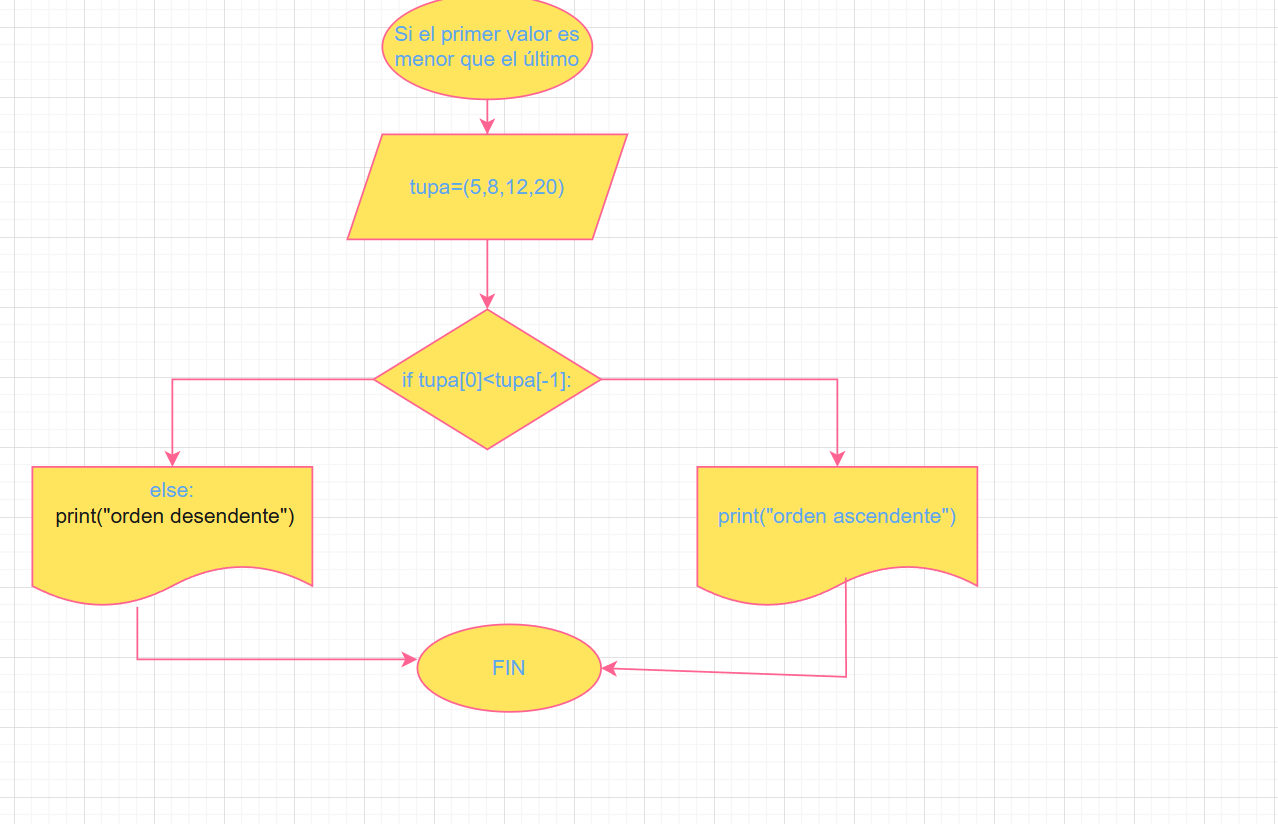 Si el primer valor es
menor que el último
tupa=(5,8,12,20)
if tupa[0]<tupa[-1]:
else:
print("orden desendente")
print("orden ascendente")
FIN